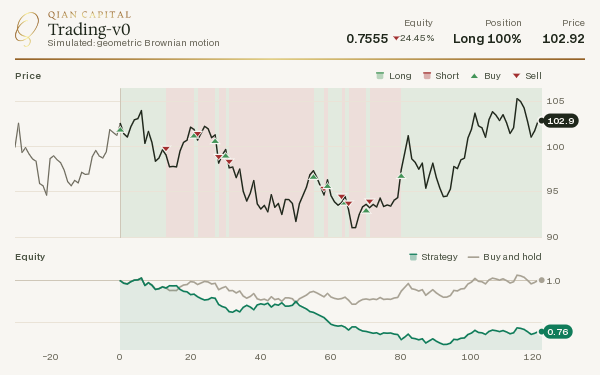 QIAN CAPITAL
Trading-v0
Simulated: geometric Brownian motion
Equity Position Price
0.7555 ▼24.45% Long 100% 102.92
Price
Long Short Buy Sell
105
102.9
100
95
90
Equity
Strategy Buy and hold
1.0
0.76
−20 0 20 40 60 80 100 120